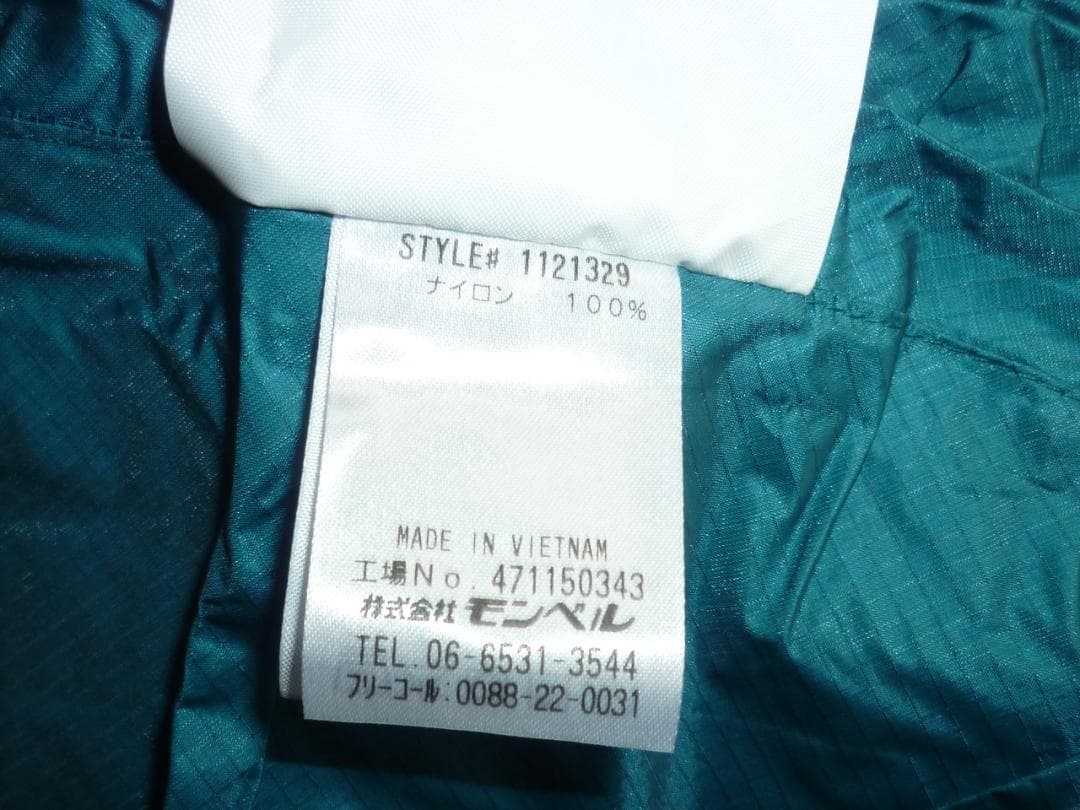 STYLE# 1121329
ナイロン 100%
MADE IN VIETNAM
工場No. 471150343
株式会社 モンベル
TEL.06-6531-3544
フリーコール:0088-22-0031